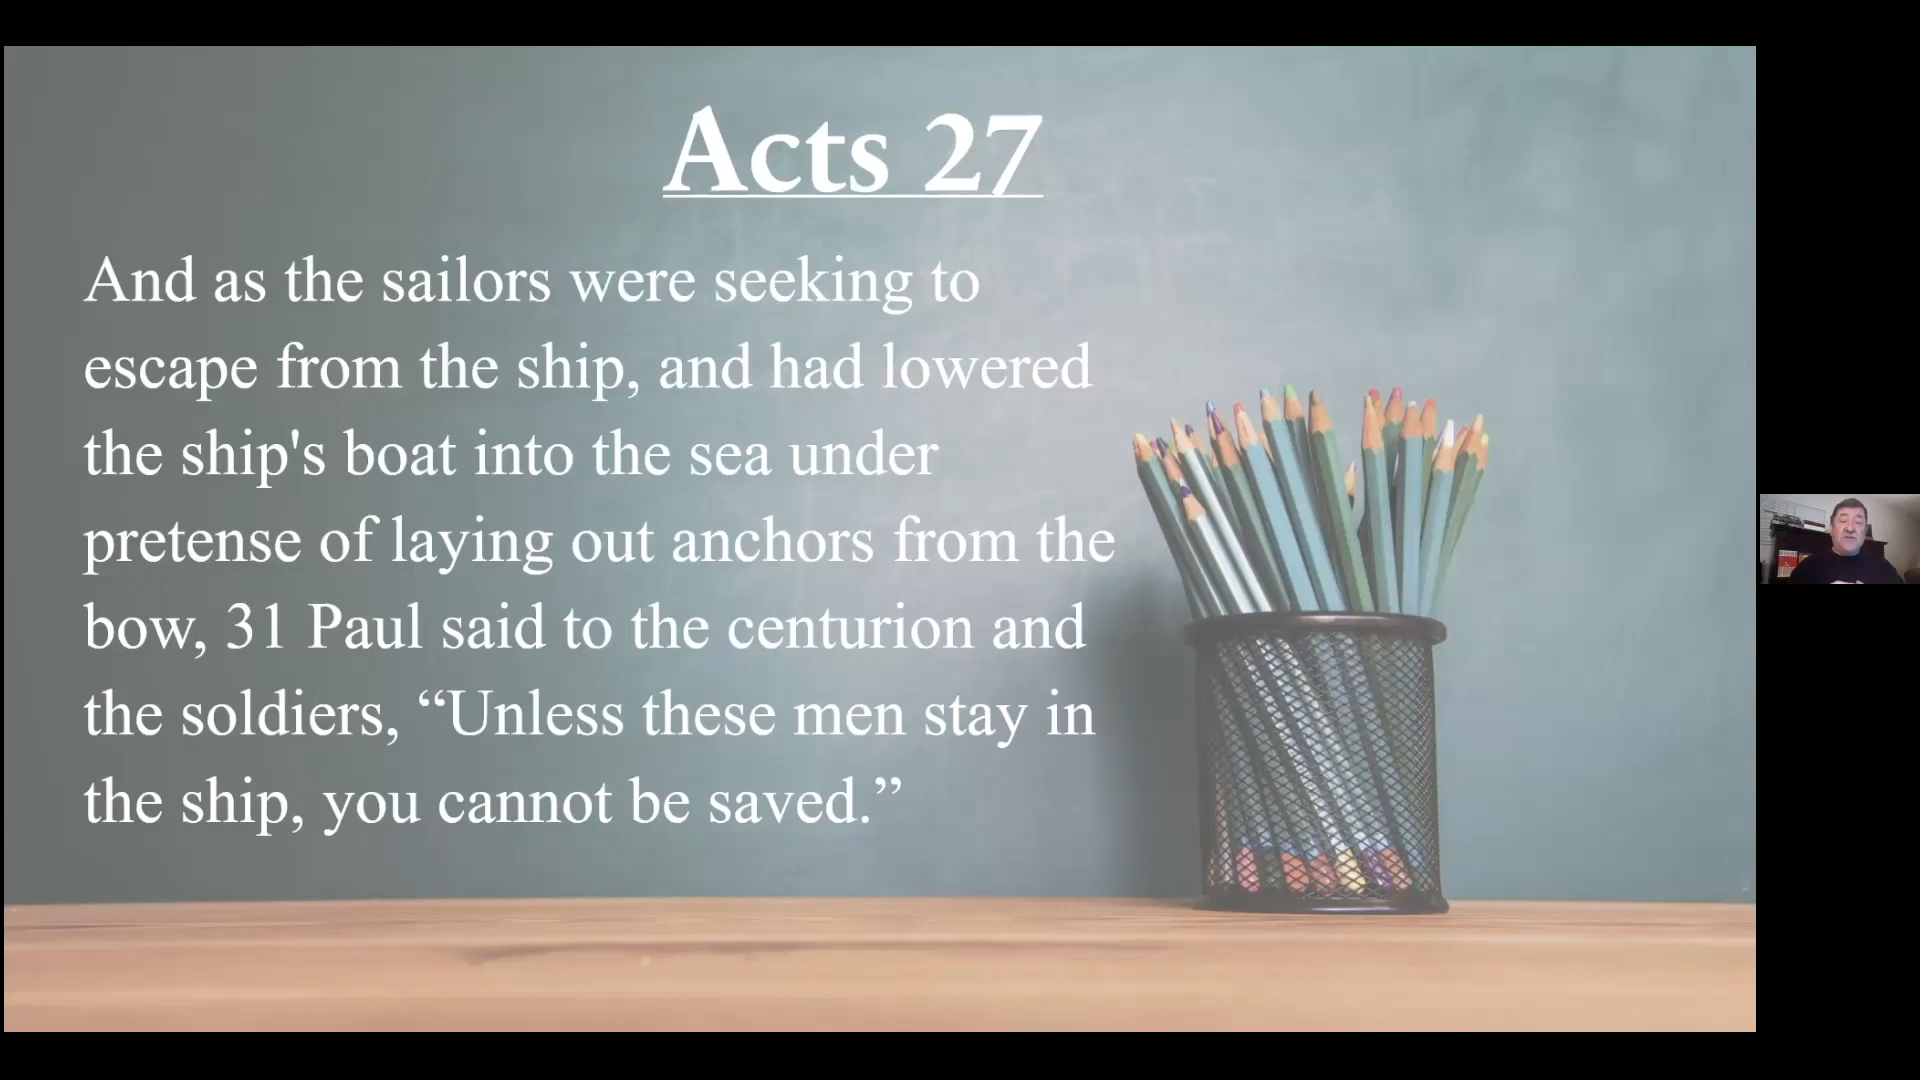 Acts 27
And as the sailors were seeking to
escape from the ship, and had lowered
the ship's boat into the sea under
pretense of laying out anchors from the
bow, 31 Paul said to the centurion and
the soldiers, “Unless these men stay in
the ship, you cannot be saved.”